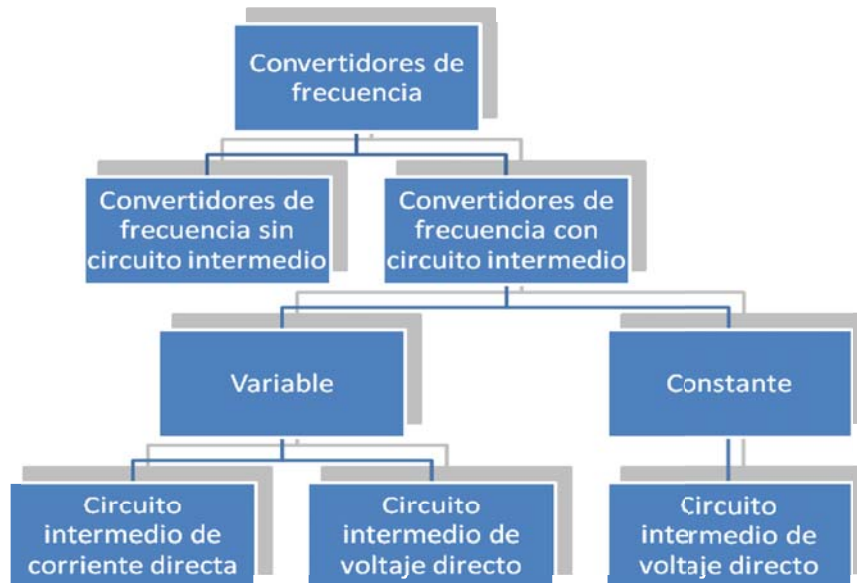 Convertidores de
frecuencia
Convertidores de
frecuencia sin
circuito intermedio
Convertidores de
frecuencia con
circuito intermedio
Variable
Constante
Circuito
intermedio de
corriente directa
Circuito
intermedio de
voltaje directo
Circuito
intermedio de
voltaje directo